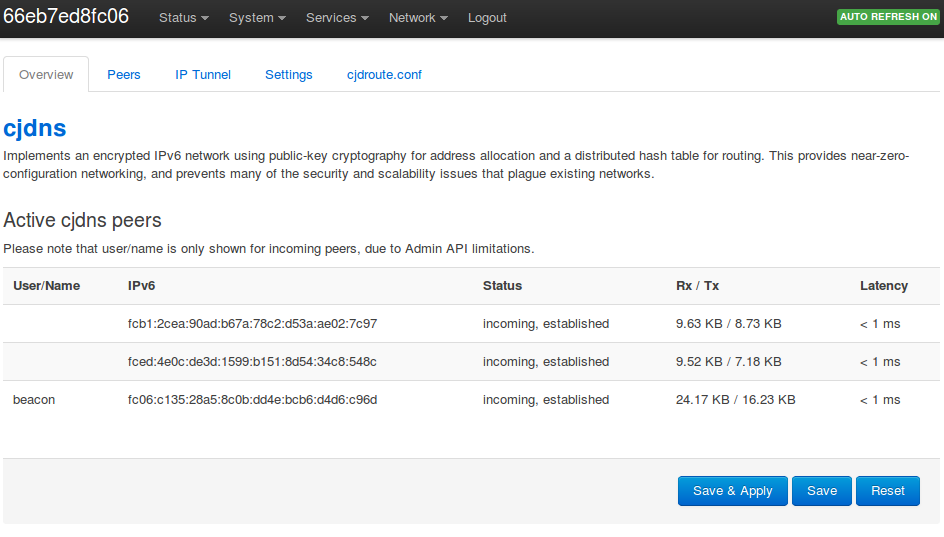 66eb7ed8fc06 Status System Services Network Logout AUTO REFRESH ON
Overview Peers IP Tunnel Settings cjdroute.conf
cjdns
Implements an encrypted IPv6 network using public-key cryptography for address allocation and a distributed hash table for routing. This provides near-zero-
configuration networking, and prevents many of the security and scalability issues that plague existing networks.
Active cjdns peers
Please note that user/name is only shown for incoming peers, due to Admin API limitations.
User/Name IPv6 Status Rx / Tx Latency
fcb1:2cea:90ad:b67a:78c2:d53a:ae02:7c97 incoming, established 9.63 KB / 8.73 KB < 1 ms
fced:4e0c:de3d:1599:b151:8d54:34c8:548c incoming, established 9.52 KB / 7.18 KB < 1 ms
beacon fc06:c135:28a5:8c0b:dd4e:bcb6:d4d6:c96d incoming, established 24.17 KB / 16.23 KB < 1 ms
Save & Apply Save Reset